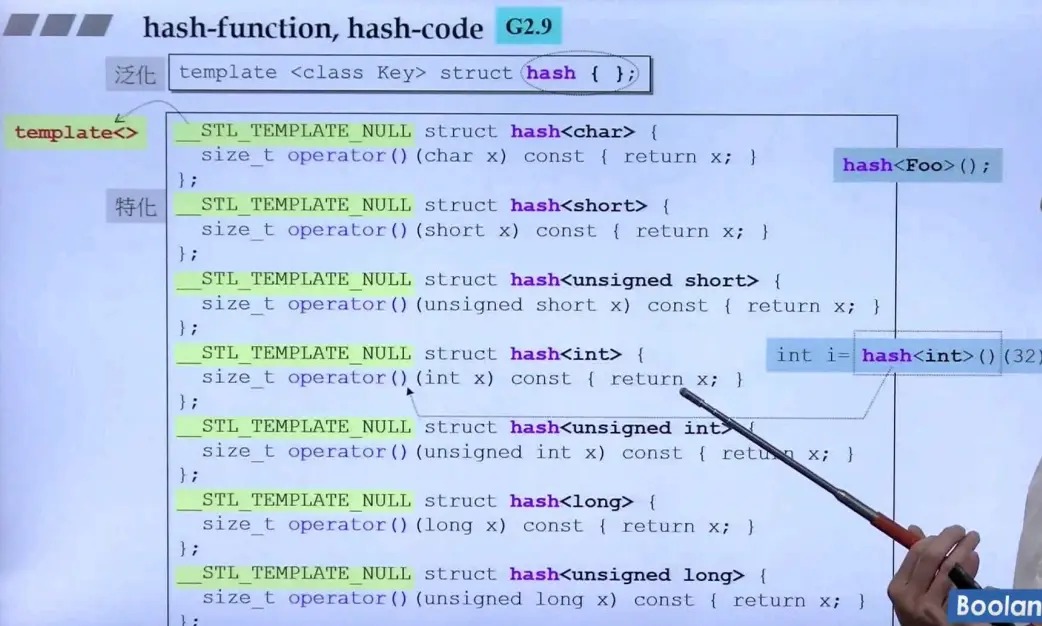 hash-function, hash-code G2.9
泛化 template <class Key> struct hash { };
template<> __STL_TEMPLATE_NULL struct hash<char> {
size_t operator()(char x) const { return x; }
};
hash<Foo>();
特化 __STL_TEMPLATE_NULL struct hash<short> {
size_t operator()(short x) const { return x; }
};
__STL_TEMPLATE_NULL struct hash<unsigned short> {
size_t operator()(unsigned short x) const { return x; }
};
__STL_TEMPLATE_NULL struct hash<int> {
int i= hash<int>()(32)
size_t operator()(int x) const { return x; }
};
__STL_TEMPLATE_NULL struct hash<unsigned int> {
size_t operator()(unsigned int x) const { return x; }
};
__STL_TEMPLATE_NULL struct hash<long> {
size_t operator()(long x) const { return x; }
};
__STL_TEMPLATE_NULL struct hash<unsigned long> {
size_t operator()(unsigned long x) const { return x; }
};
Boolan